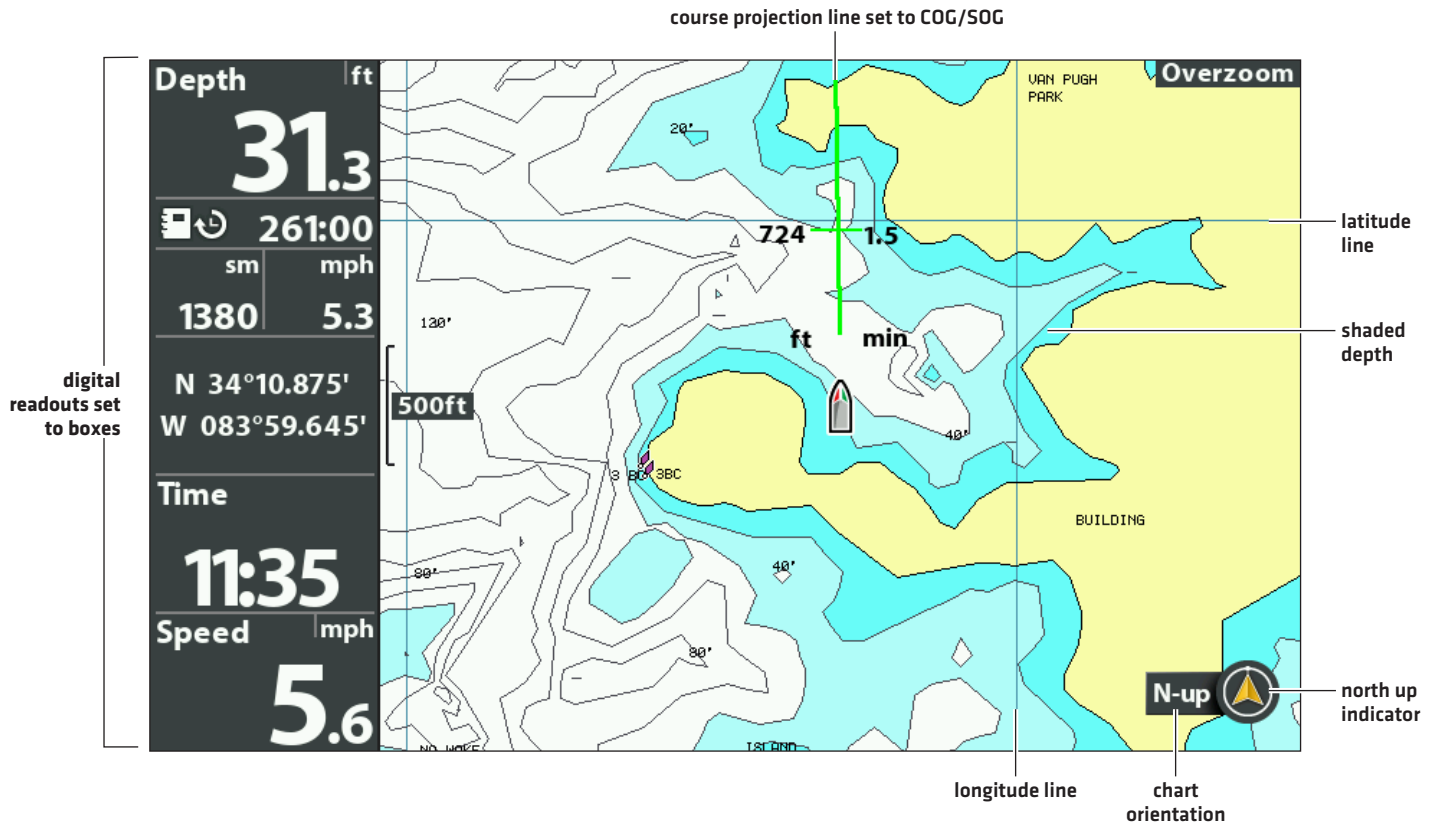 course projection line set to COG/SOG
digital
readouts set
to boxes
Depth ft
31.3
261:00
sm mph
1380 5.3
N 34°10.875'
W 083°59.645'
Time
11:35
Speed mph
5.6
Overzoom
VAN PUGH
PARK
20'
724 1.5
ft min
120'
500ft
40'
3 BC 3BC
BUILDING
80'
40'
80'
N-up
NO WAKE
ISLAND
latitude
line
shaded
depth
north up
indicator
longitude line
chart
orientation